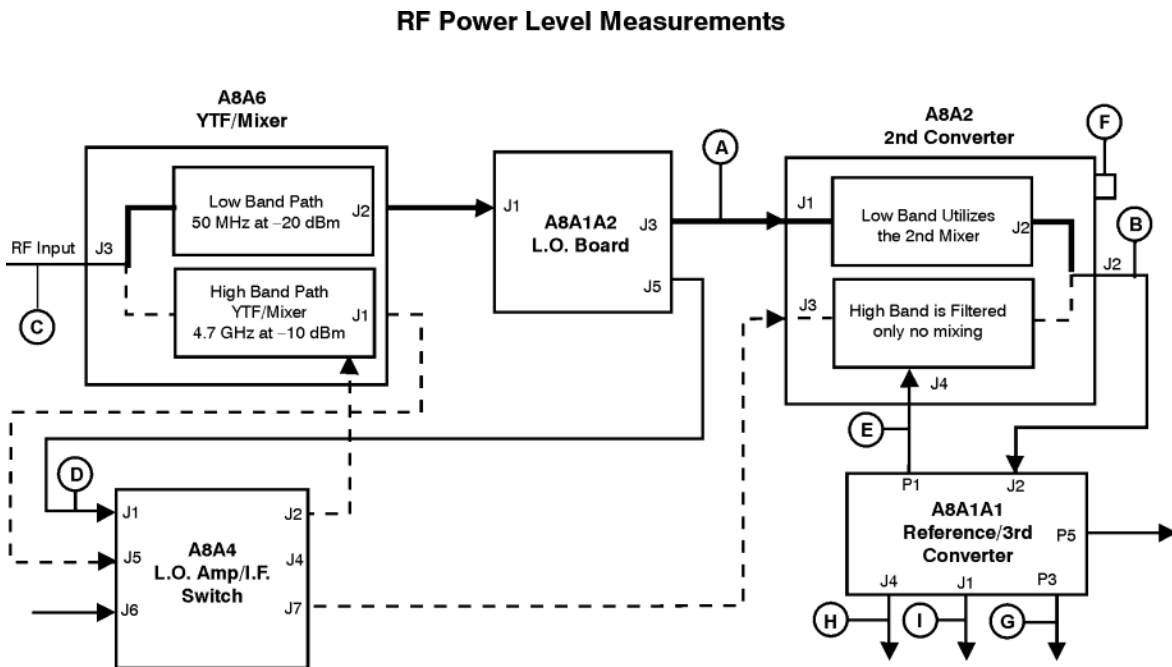 RF Power Level Measurements
A8A6
YTF/Mixer
Low Band Path
50 MHz at –20 dBm
J2
RF Input
J3
C
High Band Path
YTF/Mixer
4.7 GHz at –10 dBm
J1
J1
A8A1A2
L.O. Board
J3
J5
A
A8A2
2nd Converter
F
J1
Low Band Utilizes
the 2nd Mixer
J2
B
J2
J3
High Band is Filtered
only no mixing
J4
E
D
J1
J2
J5
A8A4
L.O. Amp/I.F.
Switch
J4
J6
J7
P1
J2
A8A1A1
Reference/3rd
Converter
P5
J4
J1
P3
H
I
G